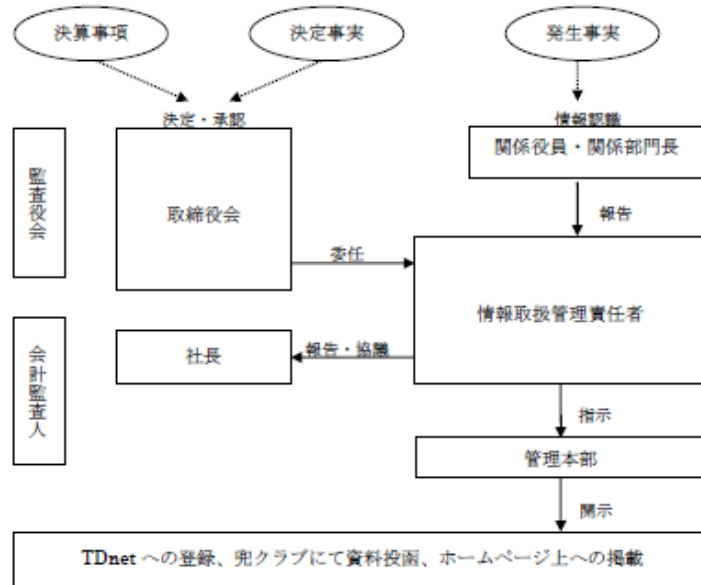 決算事項
決定事実
発生事実
決定・承認
情報認識
監査役会
取締役会
関係役員・関係部門長
報告
委任
情報取扱管理責任者
会計監査人
社長
報告・協議
指示
管理本部
開示
TDnet への登録、兜クラブにて資料投函、ホームページ上への掲載